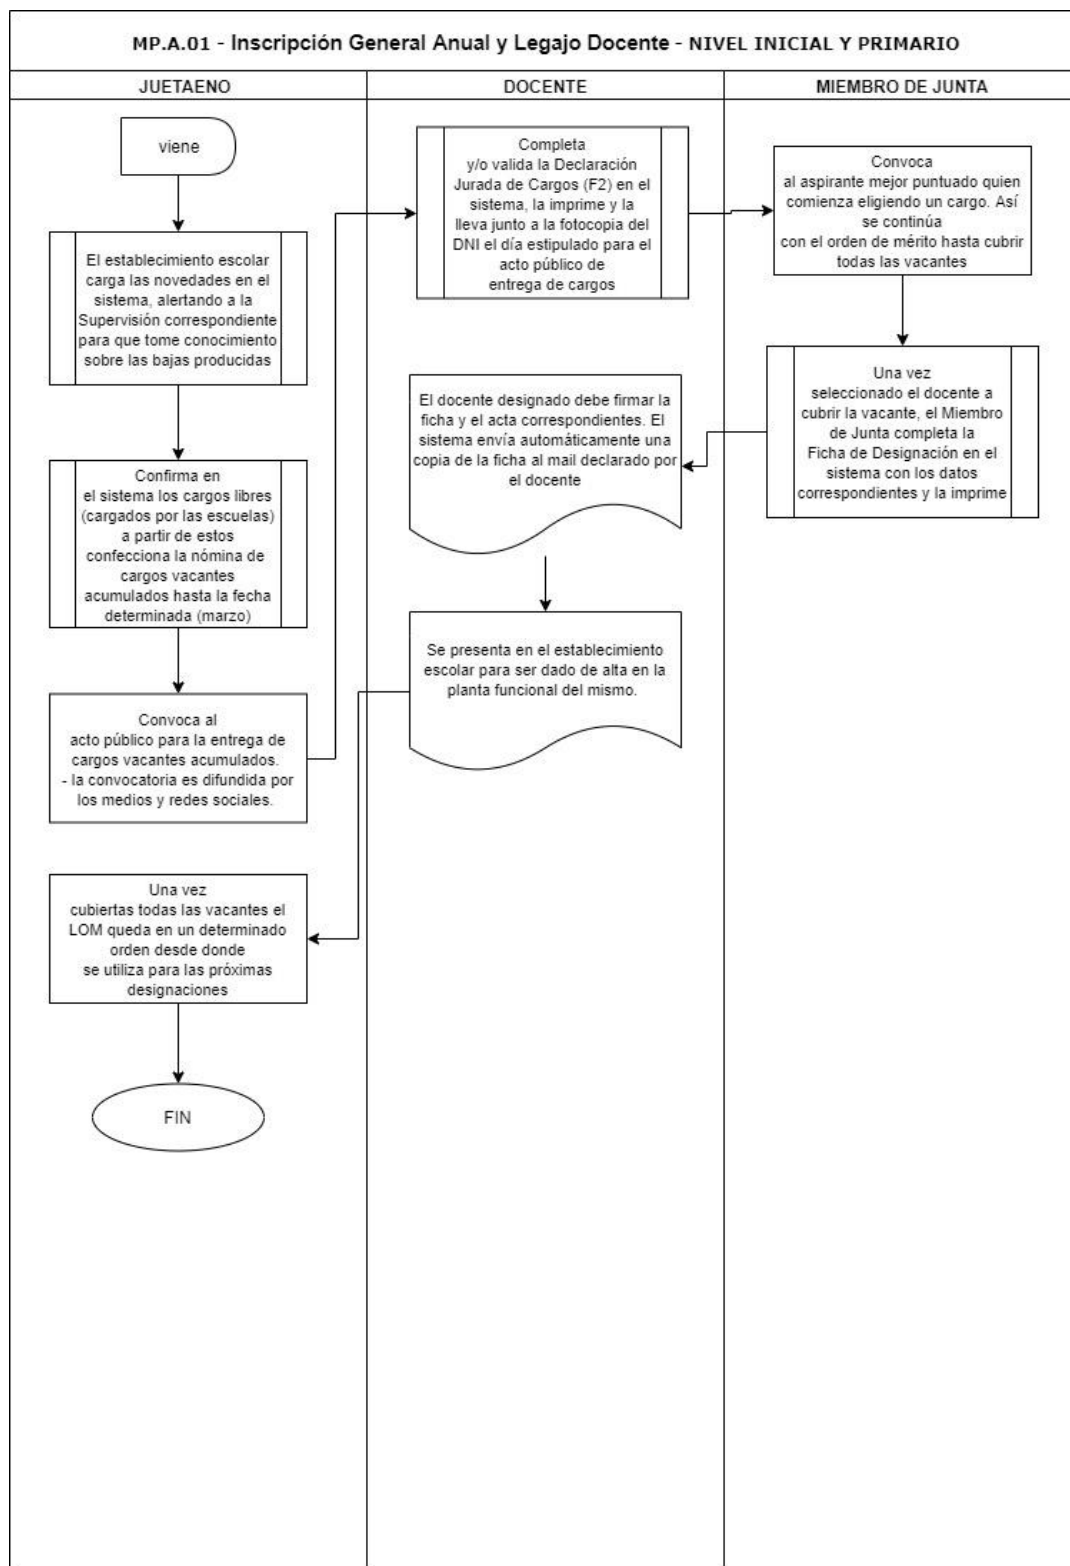 MP.A.01 - Inscripción General Anual y Legajo Docente - NIVEL INICIAL Y PRIMARIO
JUETAENO
DOCENTE
MIEMBRO DE JUNTA
viene
El establecimiento escolar
carga las novedades en el
sistema, alertando a la
Supervisión correspondiente
para que tome conocimiento
sobre las bajas producidas
Confirma en
el sistema los cargos libres
(cargados por las escuelas)
a partir de estos
confecciona la nómina de
cargos vacantes
acumulados hasta la fecha
determinada (marzo)
Convoca al
acto público para la entrega de
cargos vacantes acumulados.
- la convocatoria es difundida por
los medios y redes sociales.
Completa
y/o valida la Declaración
Jurada de Cargos (F2) en el
sistema, la imprime y la
lleva junto a la fotocopia del
DNI el día estipulado para el
acto público de
entrega de cargos
Convoca
al aspirante mejor puntuado quien
comienza eligiendo un cargo. Así
se continúa
con el orden de mérito hasta cubrir
todas las vacantes
Una vez
seleccionado el docente a
cubrir la vacante, el Miembro
de Junta completa la
Ficha de Designación en el
sistema con los datos
correspondientes y la imprime
El docente designado debe firmar la
ficha y el acta correspondientes. El
sistema envía automáticamente una
copia de la ficha al mail declarado por
el docente
Se presenta en el establecimiento
escolar para ser dado de alta en la
planta funcional del mismo.
Una vez
cubiertas todas las vacantes el
LOM queda en un determinado
orden desde donde
se utiliza para las próximas
designaciones
FIN